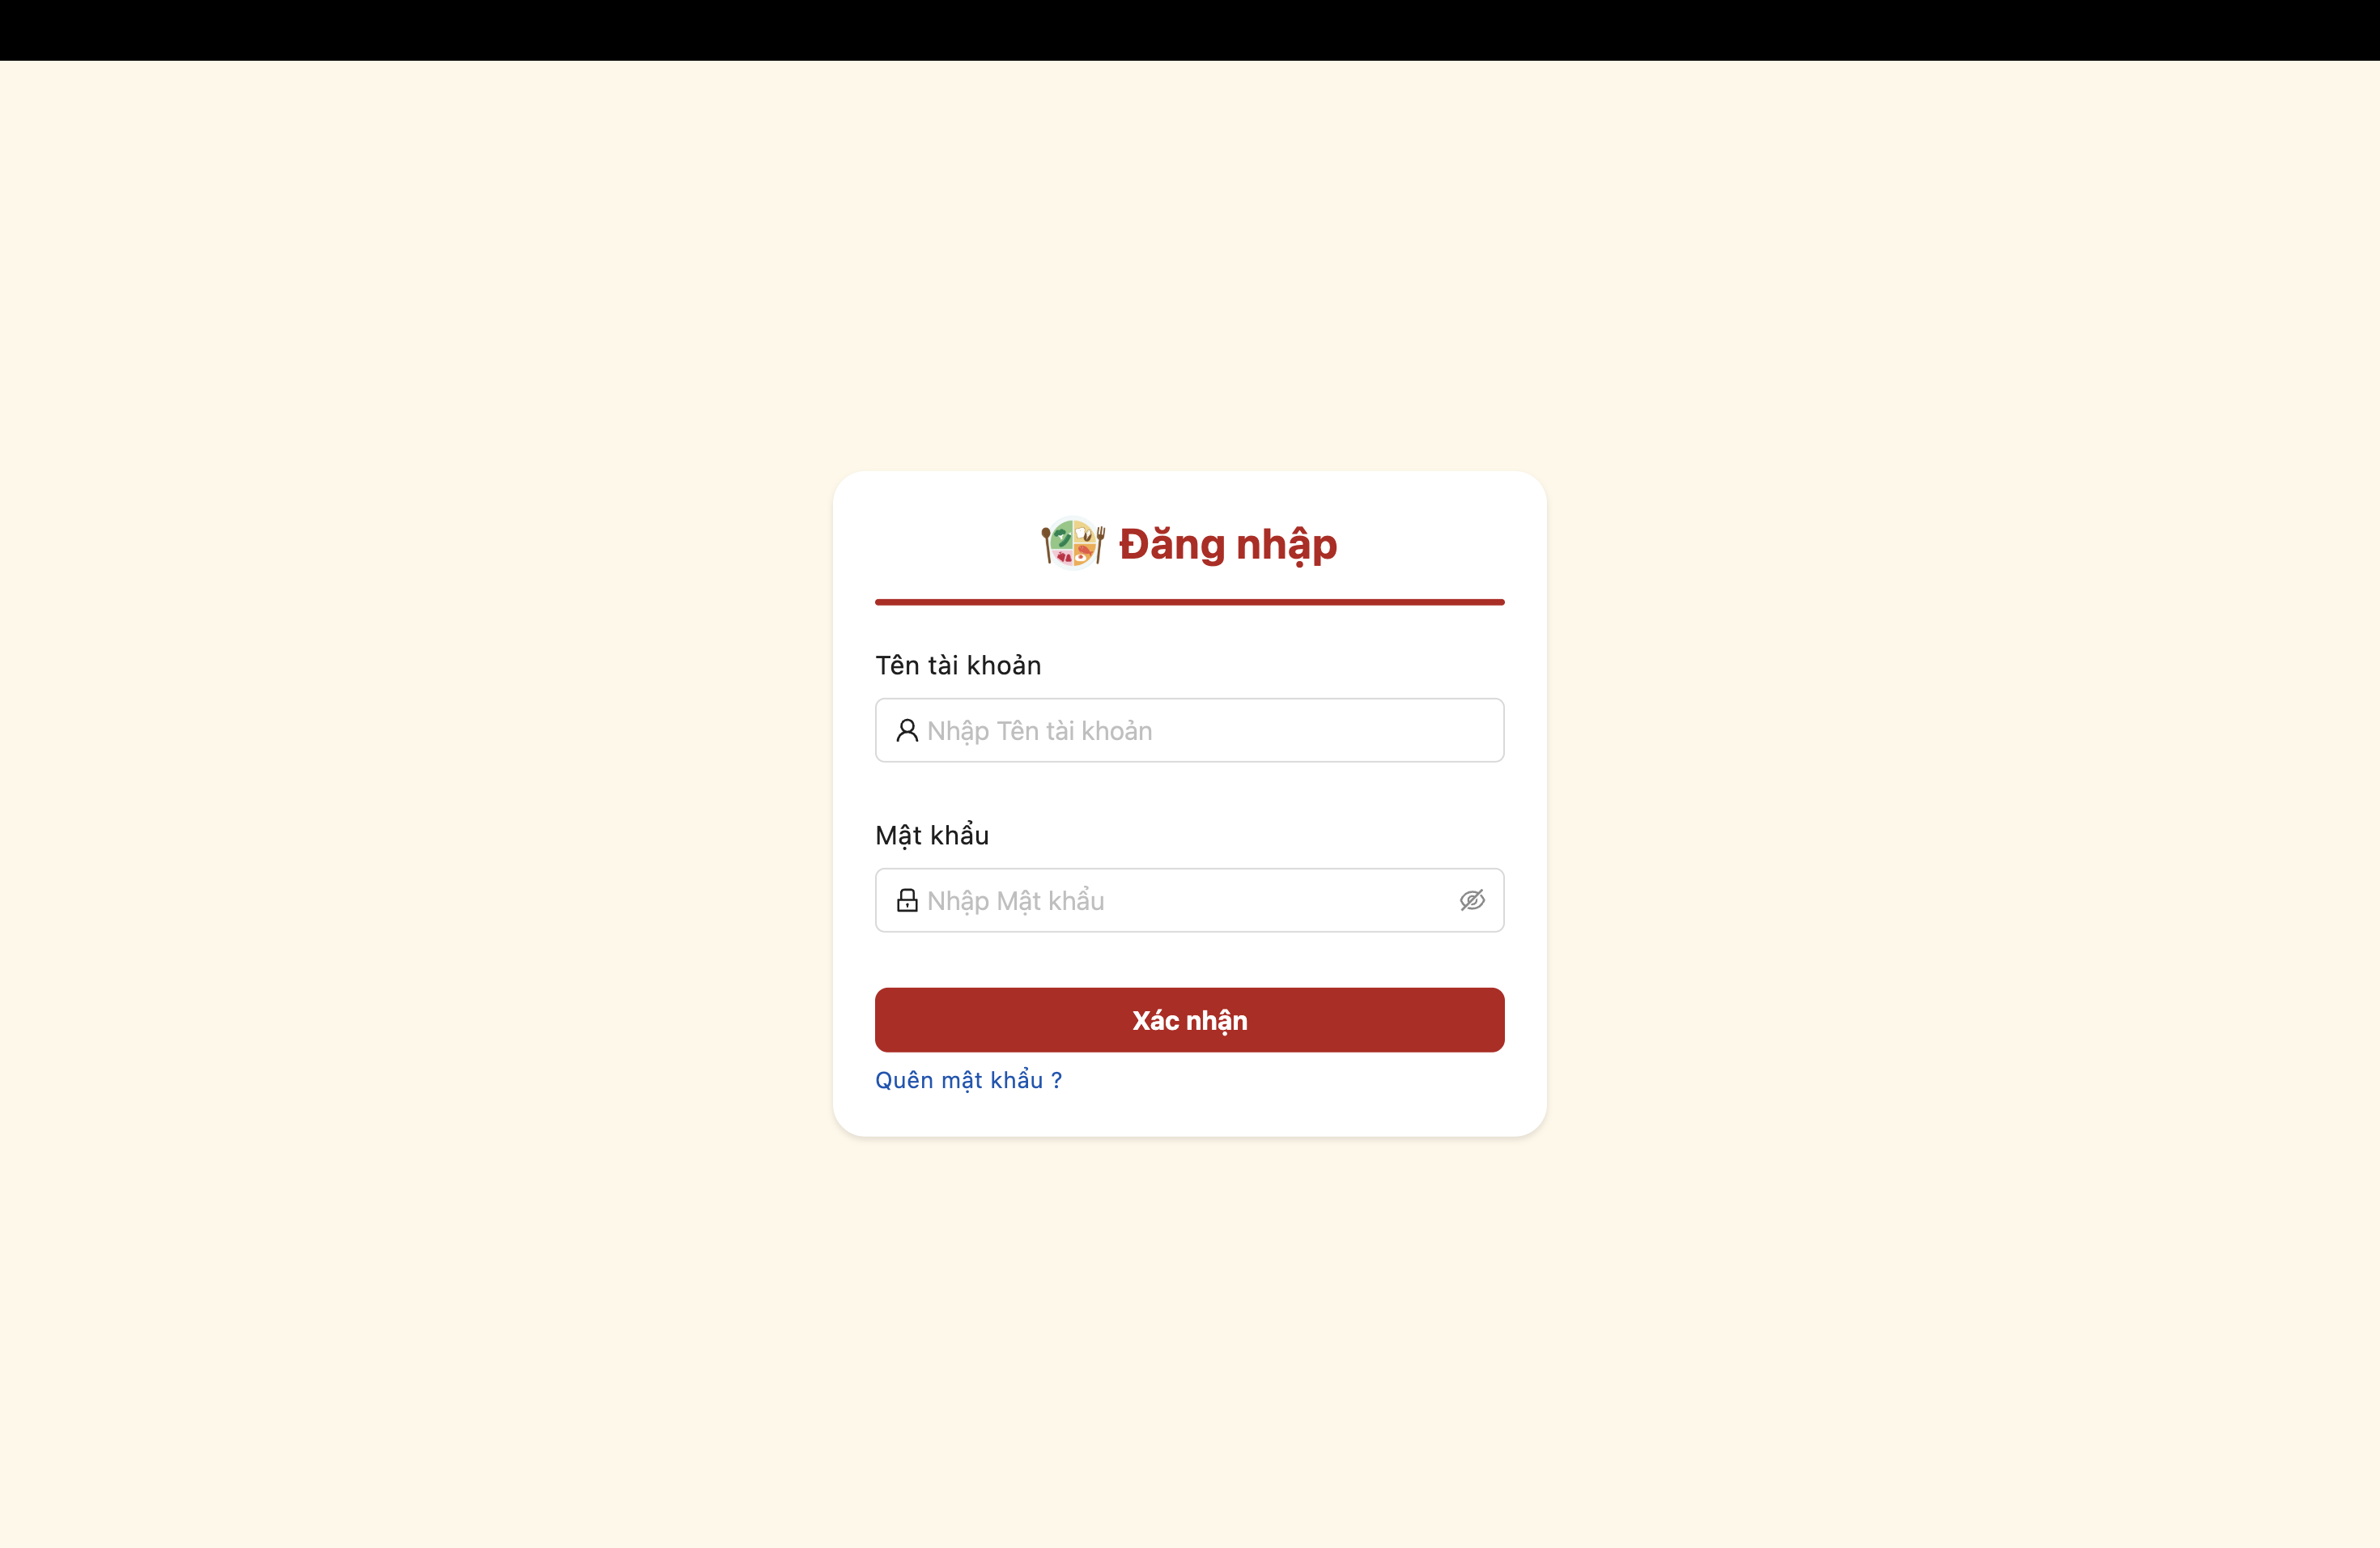 Đăng nhập
Tên tài khoản
Nhập Tên tài khoản
Mật khẩu
Nhập Mật khẩu
Xác nhận
Quên mật khẩu ?